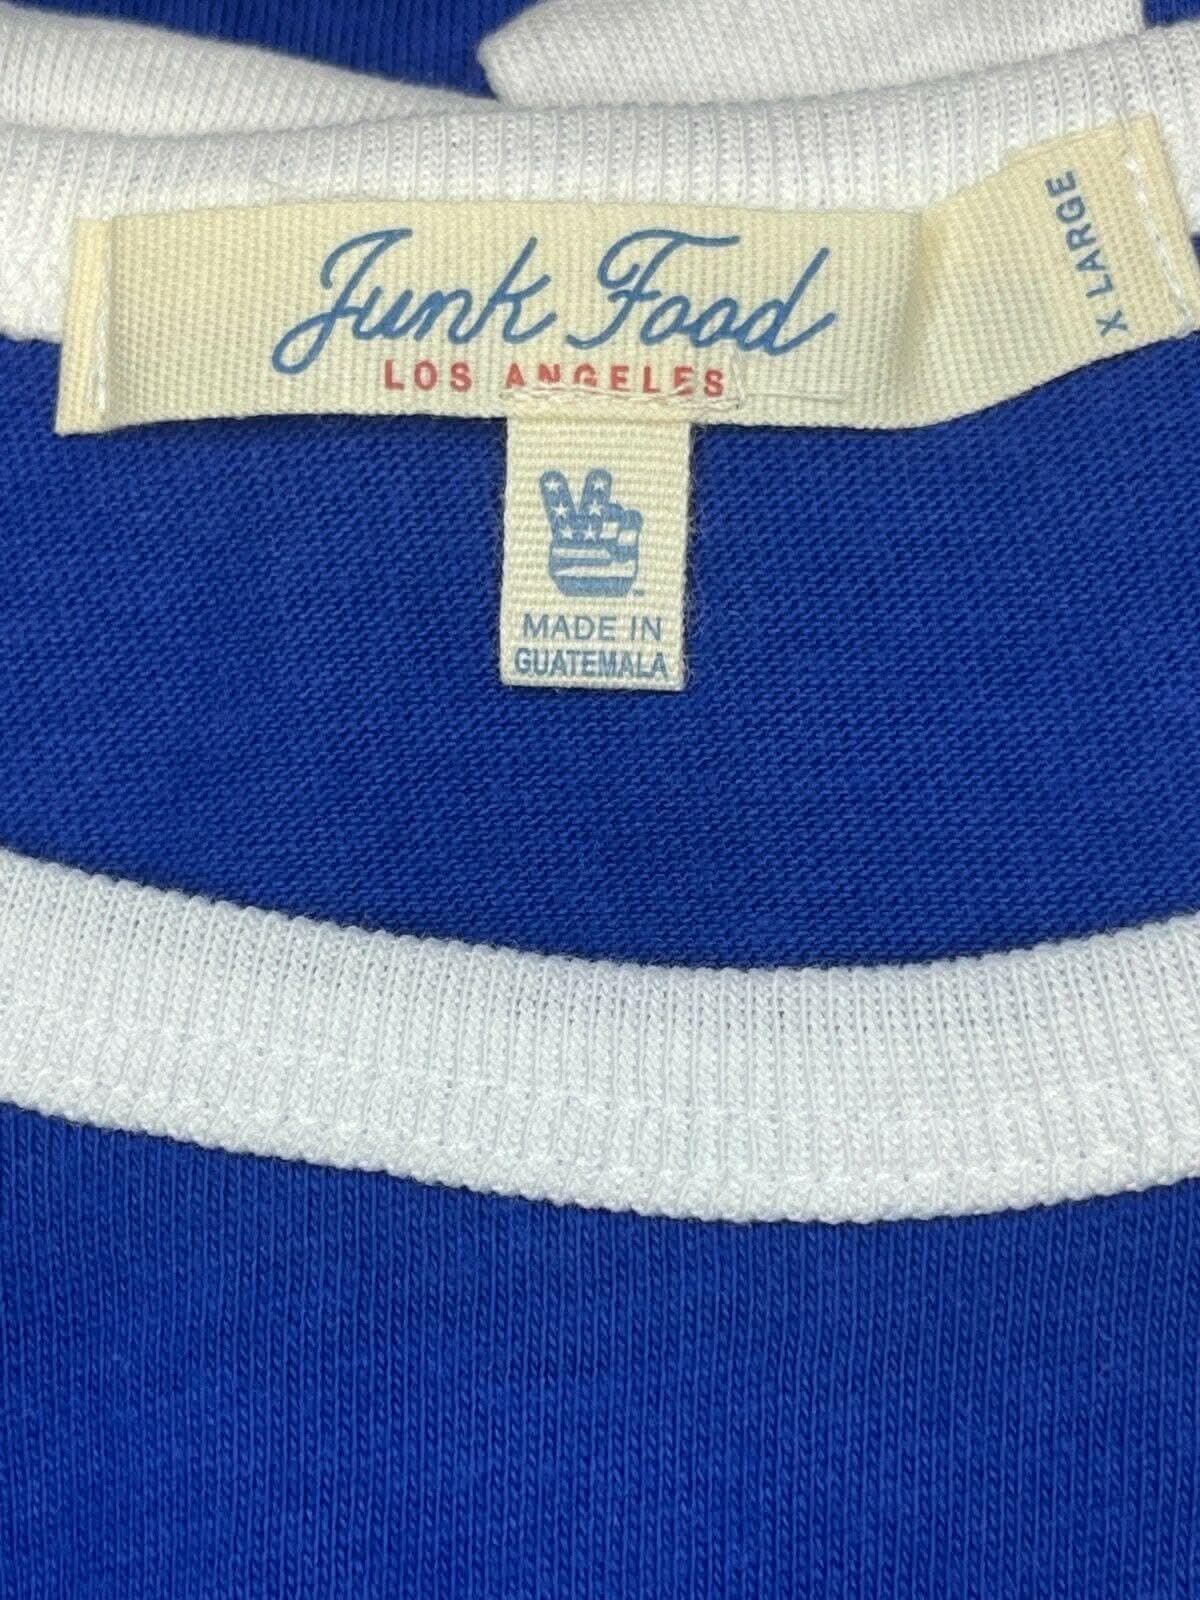 Junk Food
LOS ANGELES
X LARGE
MADE IN
GUATEMALA